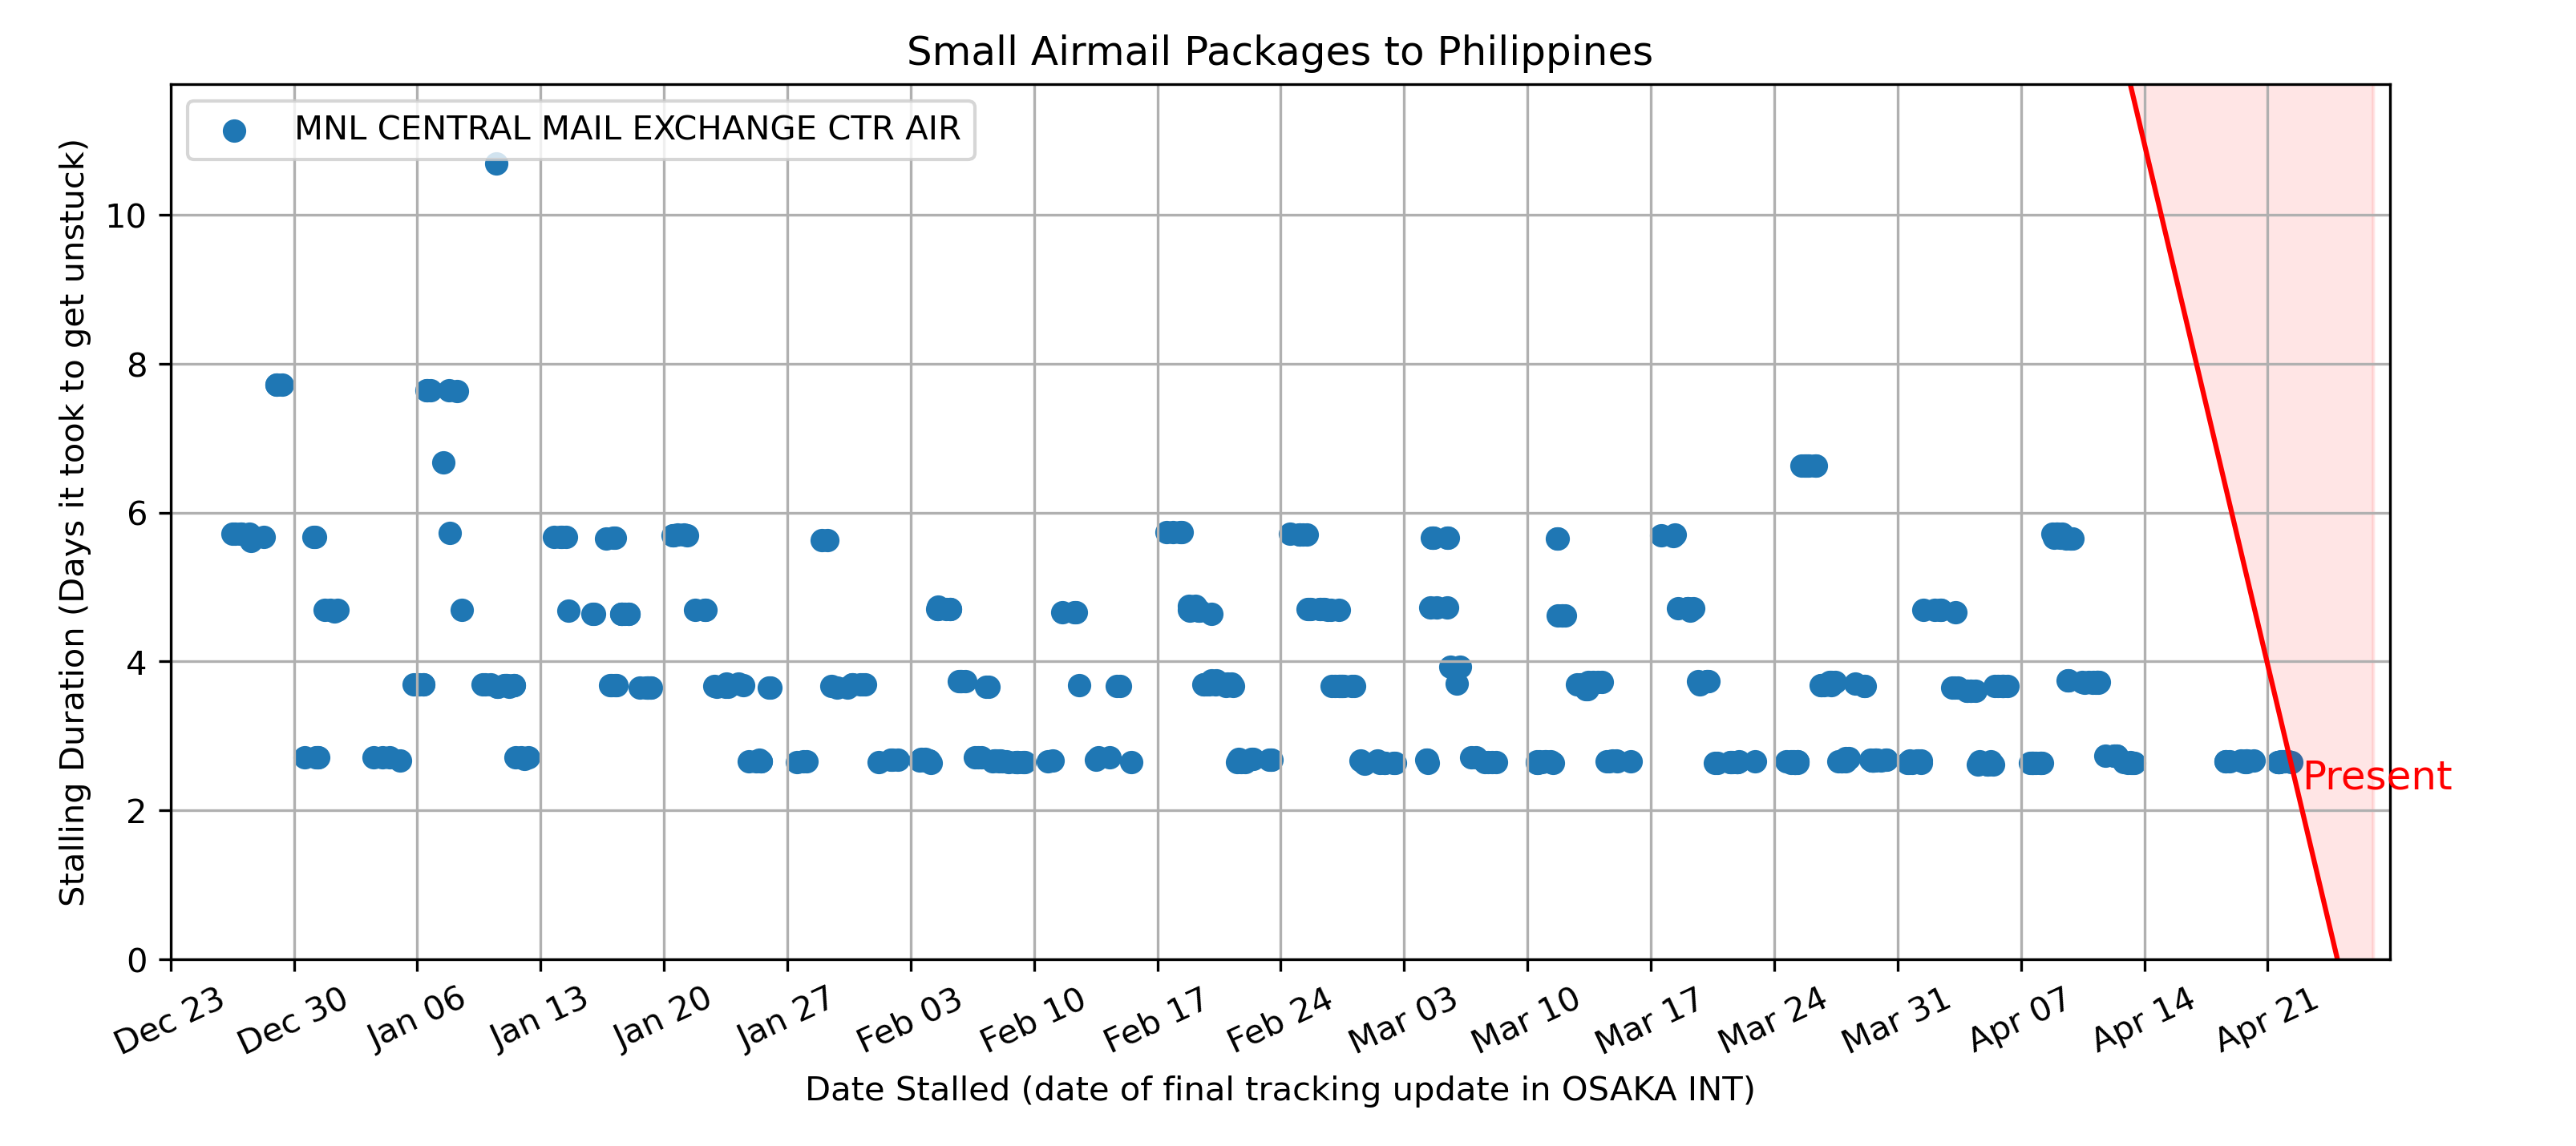 Small Airmail Packages to Philippines
MNL CENTRAL MAIL EXCHANGE CTR AIR
Stalling Duration (Days it took to get unstuck)
10
8
6
4
2
0
Present
Dec 23
Dec 30
Jan 06
Jan 13
Jan 20
Jan 27
Feb 03
Feb 10
Feb 17
Feb 24
Mar 03
Mar 10
Mar 17
Mar 24
Mar 31
Apr 07
Apr 14
Apr 21
Date Stalled (date of final tracking update in OSAKA INT)